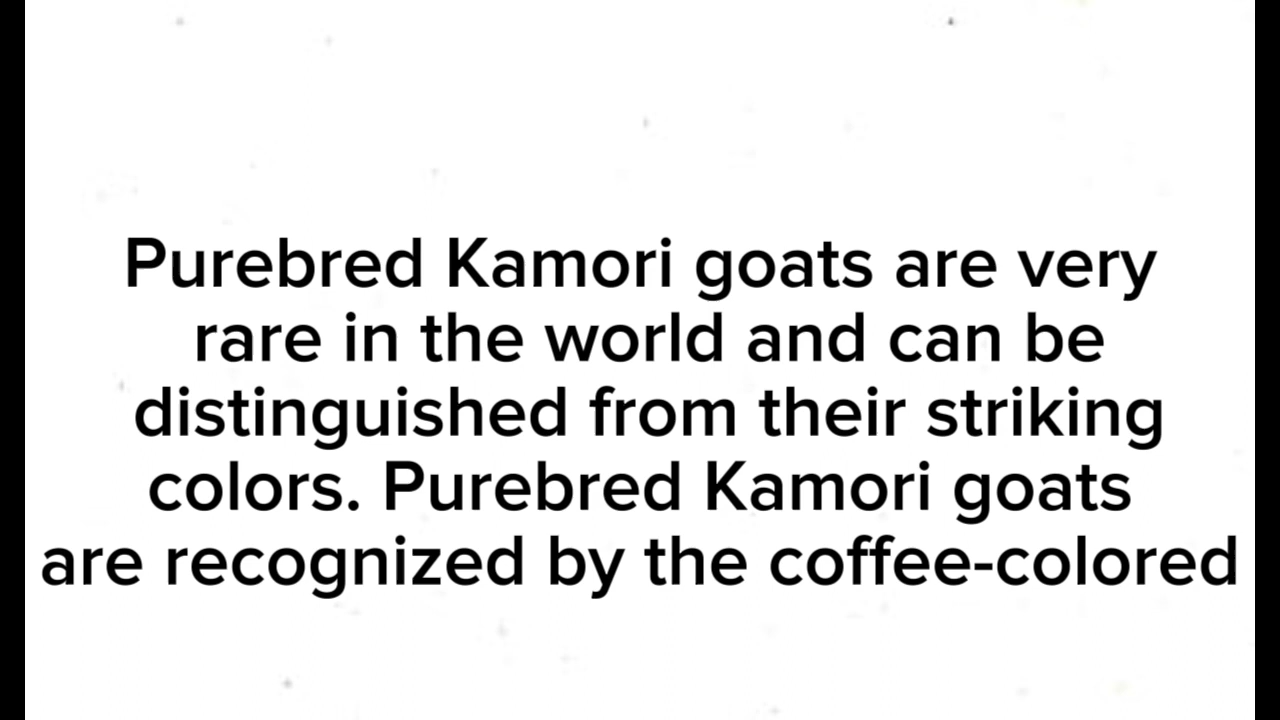 Purebred Kamori goats are very
rare in the world and can be
distinguished from their striking
colors. Purebred Kamori goats
are recognized by the coffee-colored